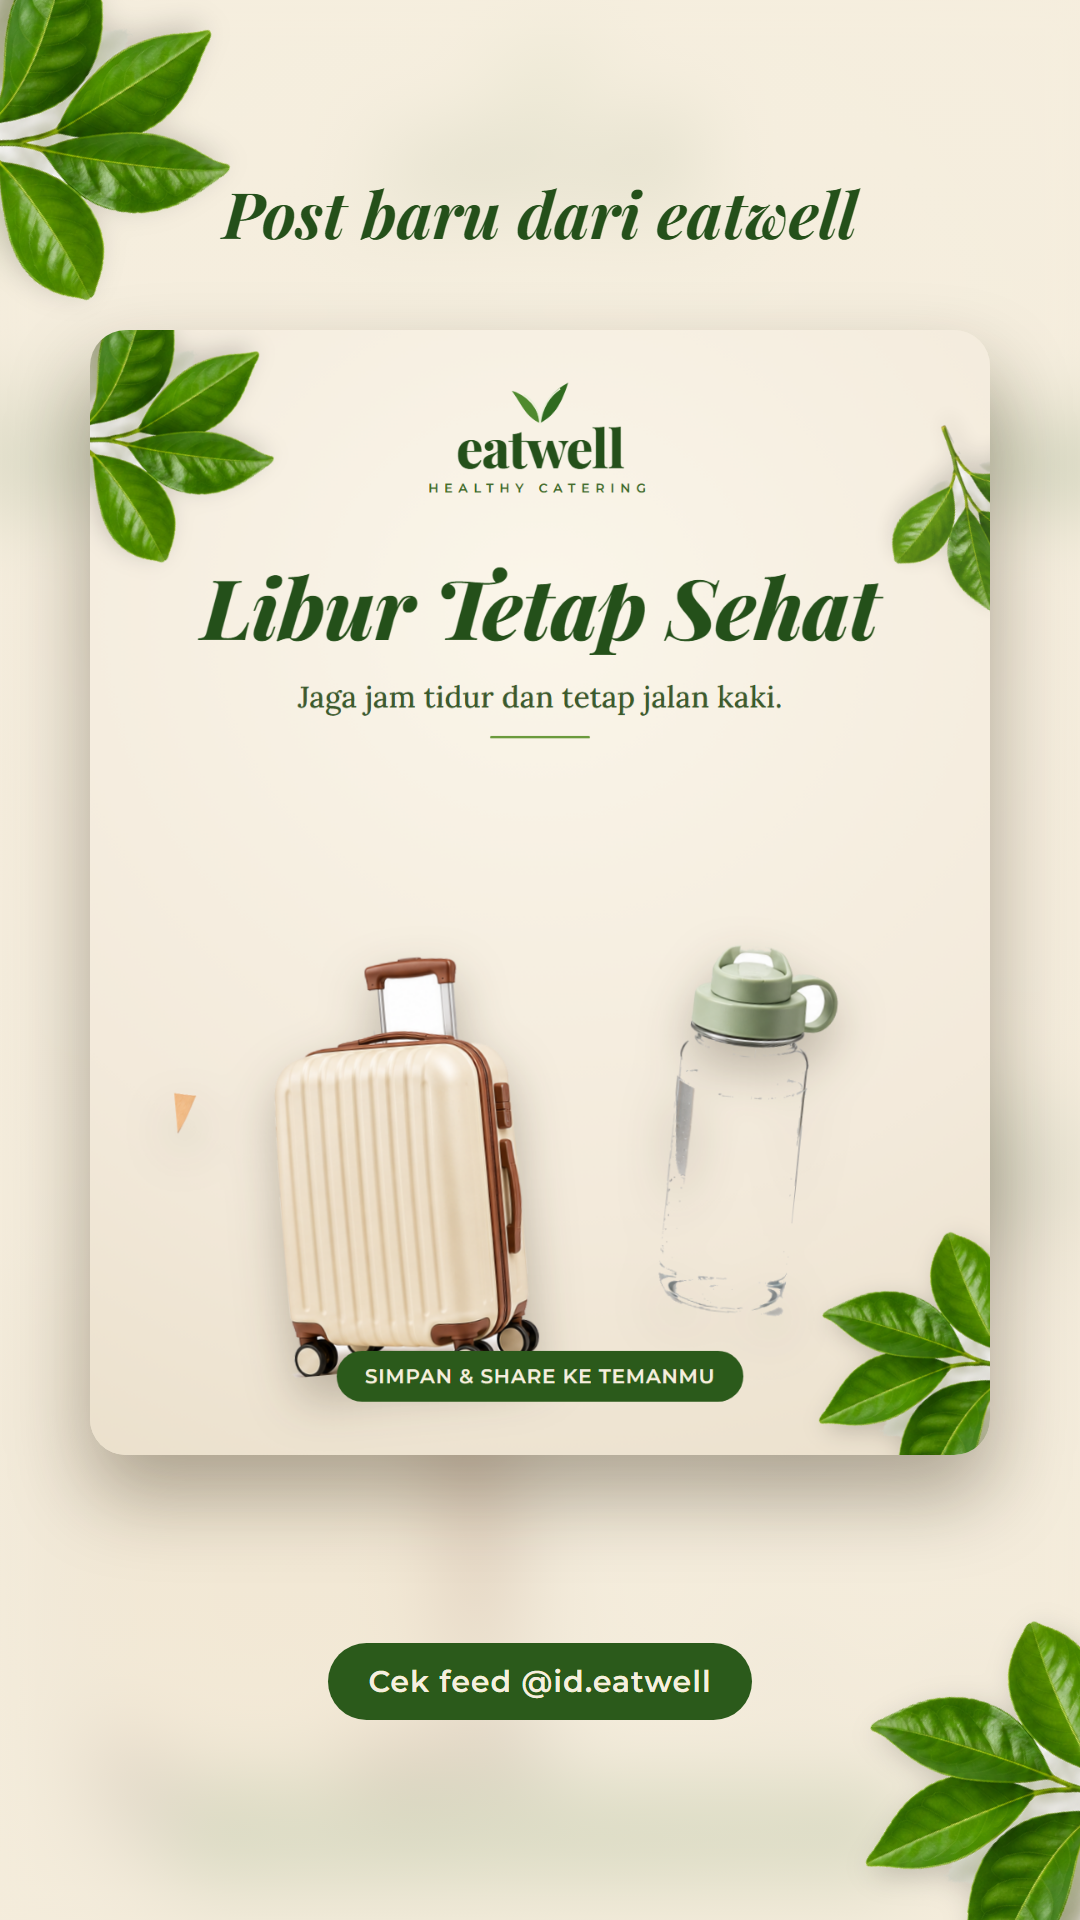 Post baru dari eatwell
eatwell
HEALTHY CATERING
Libur Tetap Sehat
Jaga jam tidur dan tetap jalan kaki.
SIMPAN & SHARE KE TEMANMU
Cek feed @id.eatwell